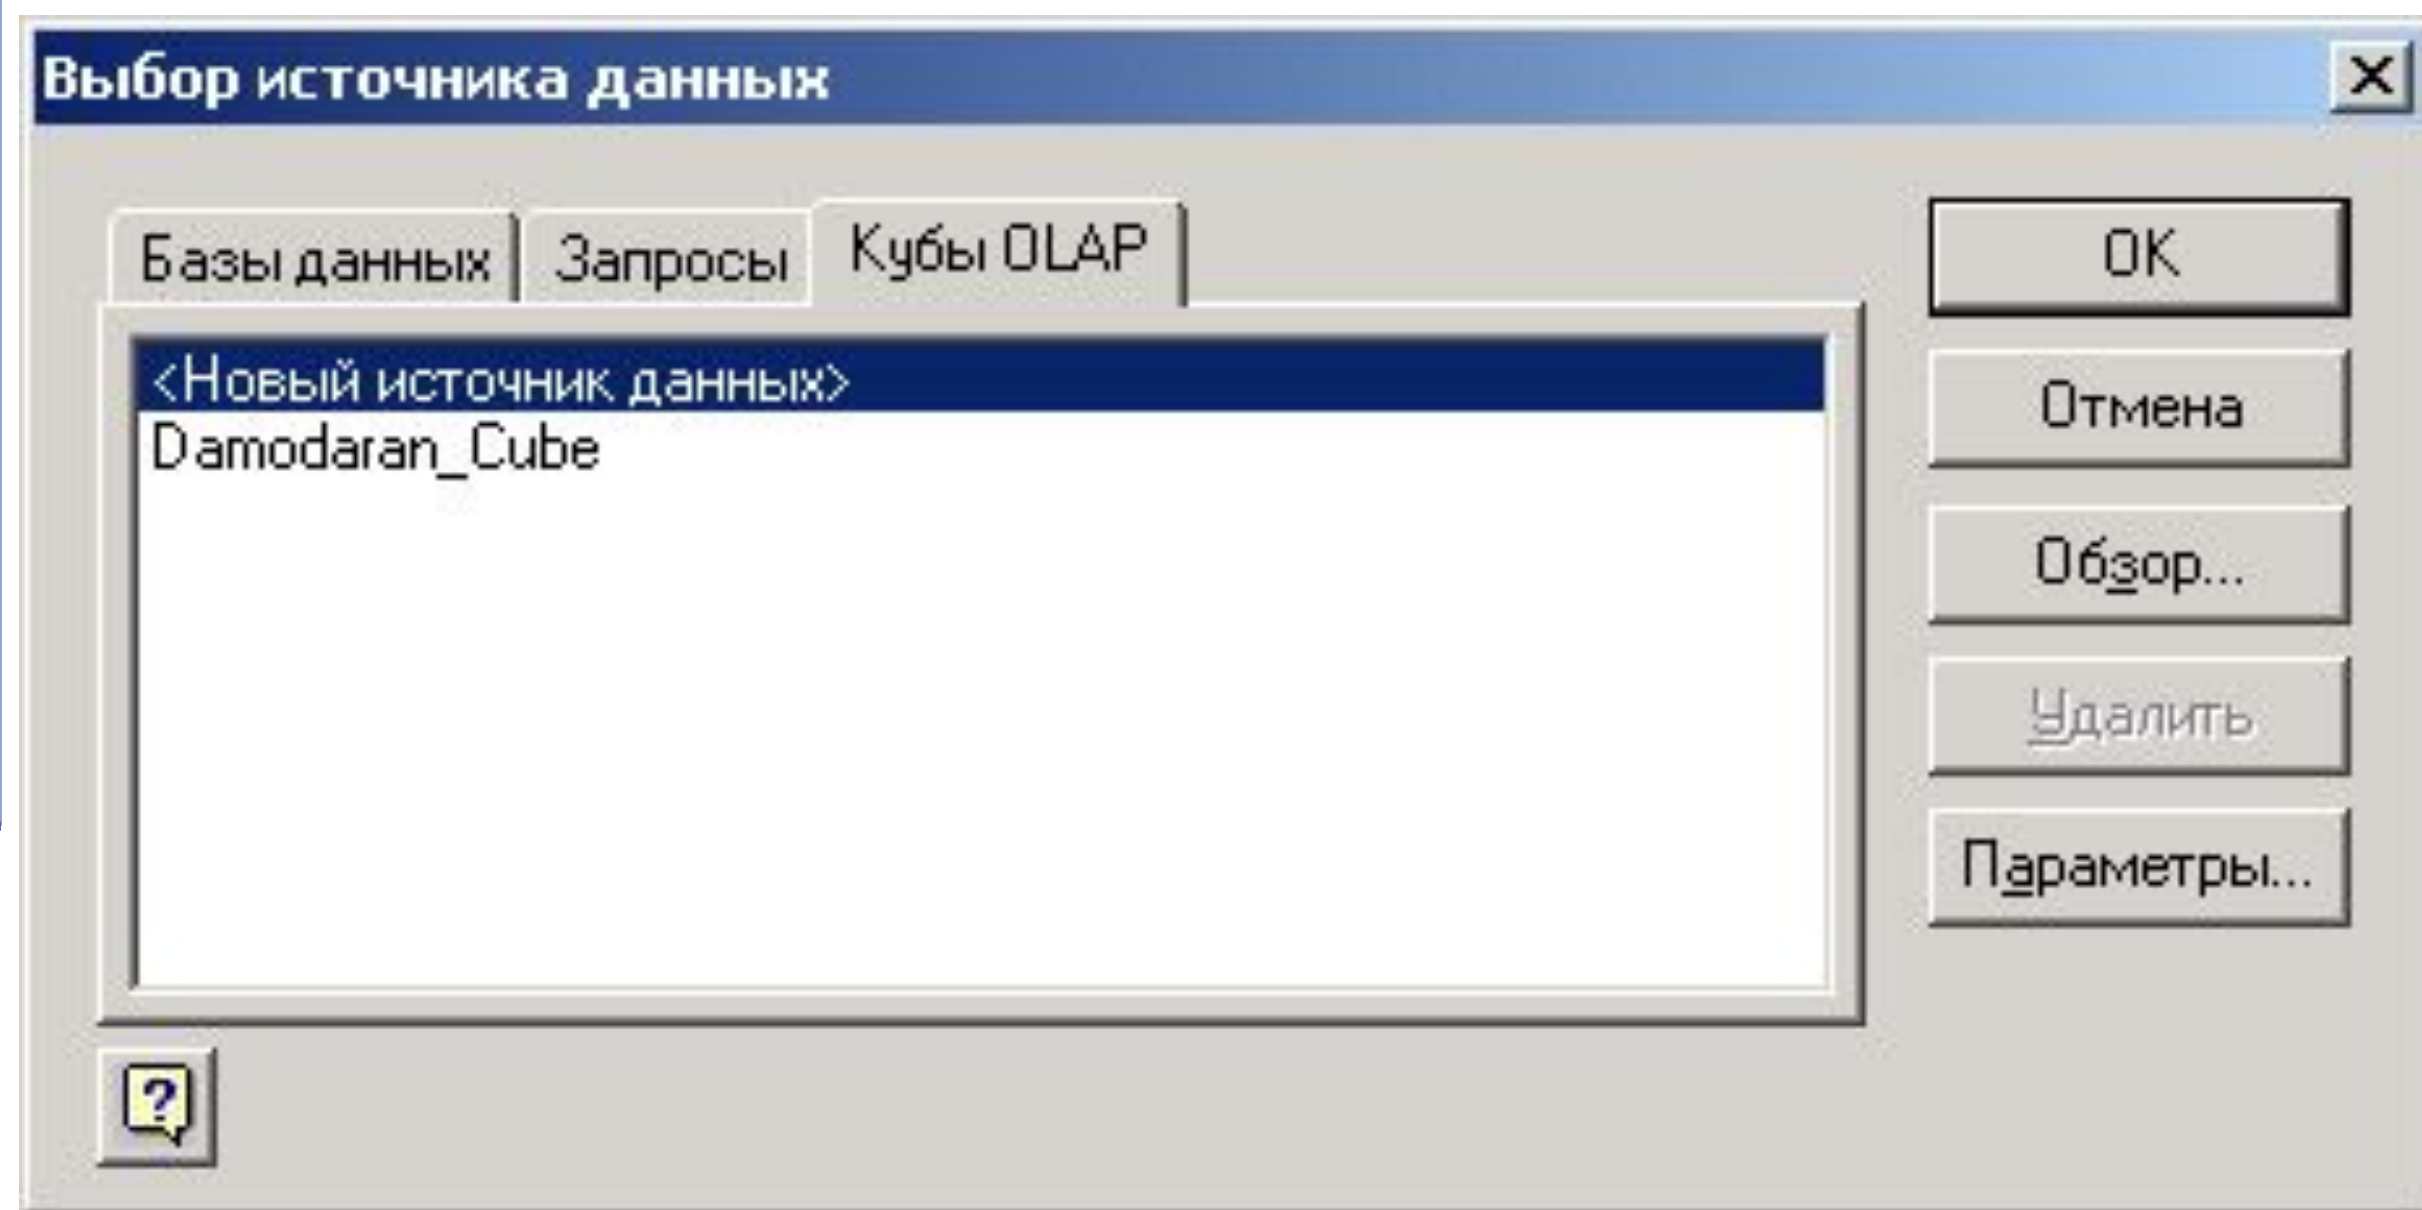 Выбор источника данных
Базы данных
Запросы
Кубы OLAP
<Новый источник данных>
Damodaran_Cube
OK
Отмена
Обзор...
Удалить
Параметры...
?